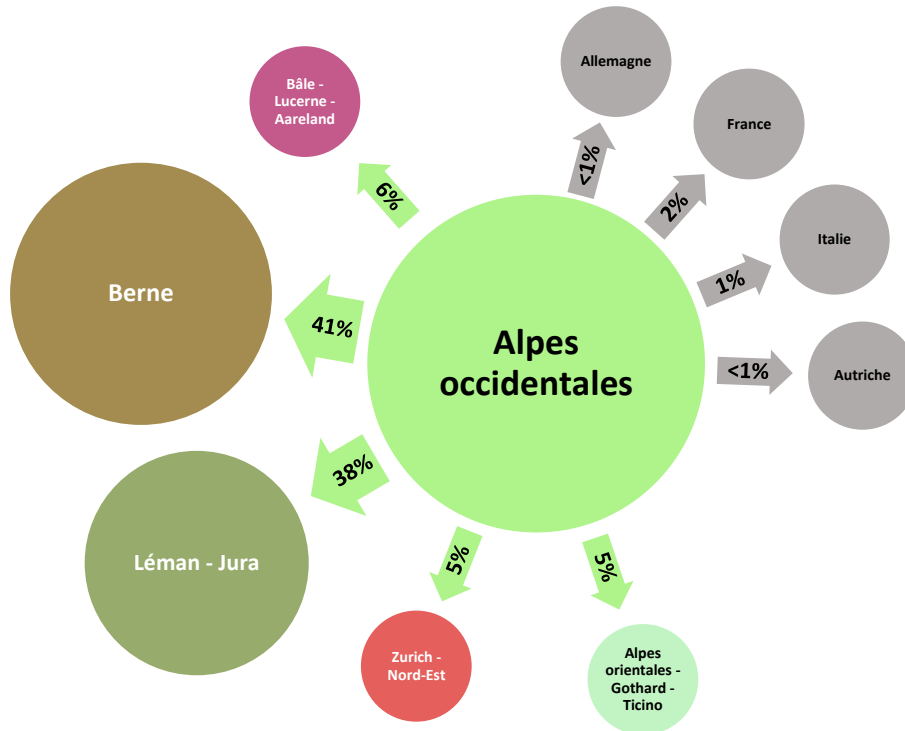 Allemagne
Bâle -
Lucerne -
Aareland
France
<1%
6%
2%
Italie
1%
Berne
41%
Alpes
occidentales
<1%
Autriche
38%
Léman - Jura
5%
5%
Zurich -
Nord-Est
Alpes
orientales -
Gothard -
Ticino